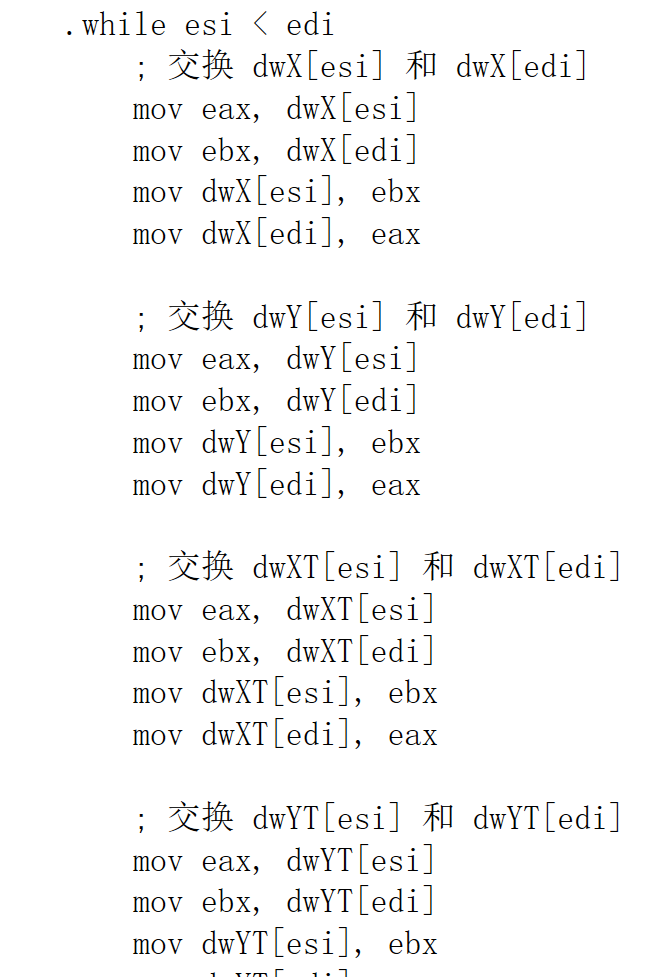 .while esi < edi
; 交换 dwX[esi] 和 dwX[edi]
mov eax, dwX[esi]
mov ebx, dwX[edi]
mov dwX[esi], ebx
mov dwX[edi], eax
; 交换 dwY[esi] 和 dwY[edi]
mov eax, dwY[esi]
mov ebx, dwY[edi]
mov dwY[esi], ebx
mov dwY[edi], eax
; 交换 dwXT[esi] 和 dwXT[edi]
mov eax, dwXT[esi]
mov ebx, dwXT[edi]
mov dwXT[esi], ebx
mov dwXT[edi], eax
; 交换 dwYT[esi] 和 dwYT[edi]
mov eax, dwYT[esi]
mov ebx, dwYT[edi]
mov dwYT[esi], ebx